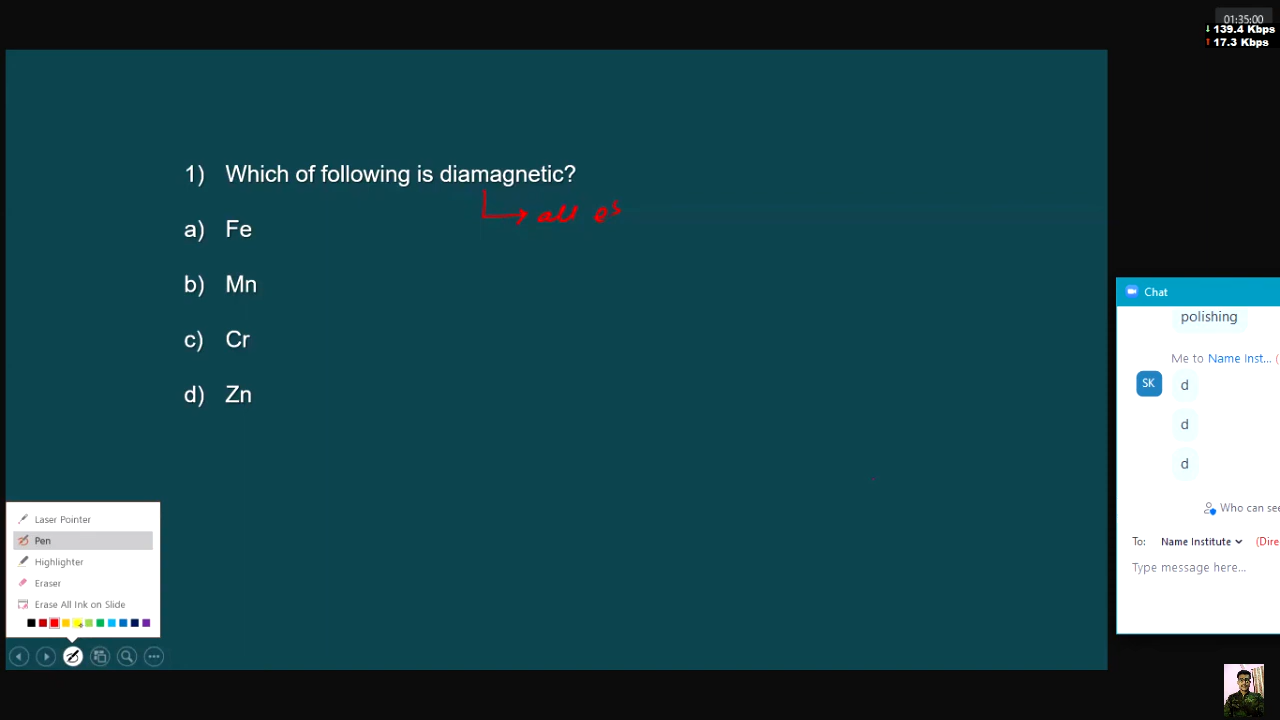 01:35:00
↓ 139.4 Kbps
↑ 17.3 Kbps
1) Which of following is diamagnetic?
all es
a) Fe
b) Mn
c) Cr
d) Zn
Chat
polishing
Me to Name Inst... (
SK
d
d
d
Who can see
To: Name Institute (Dire
Type message here...
Laser Pointer
Pen
Highlighter
Eraser
Erase All Ink on Slide